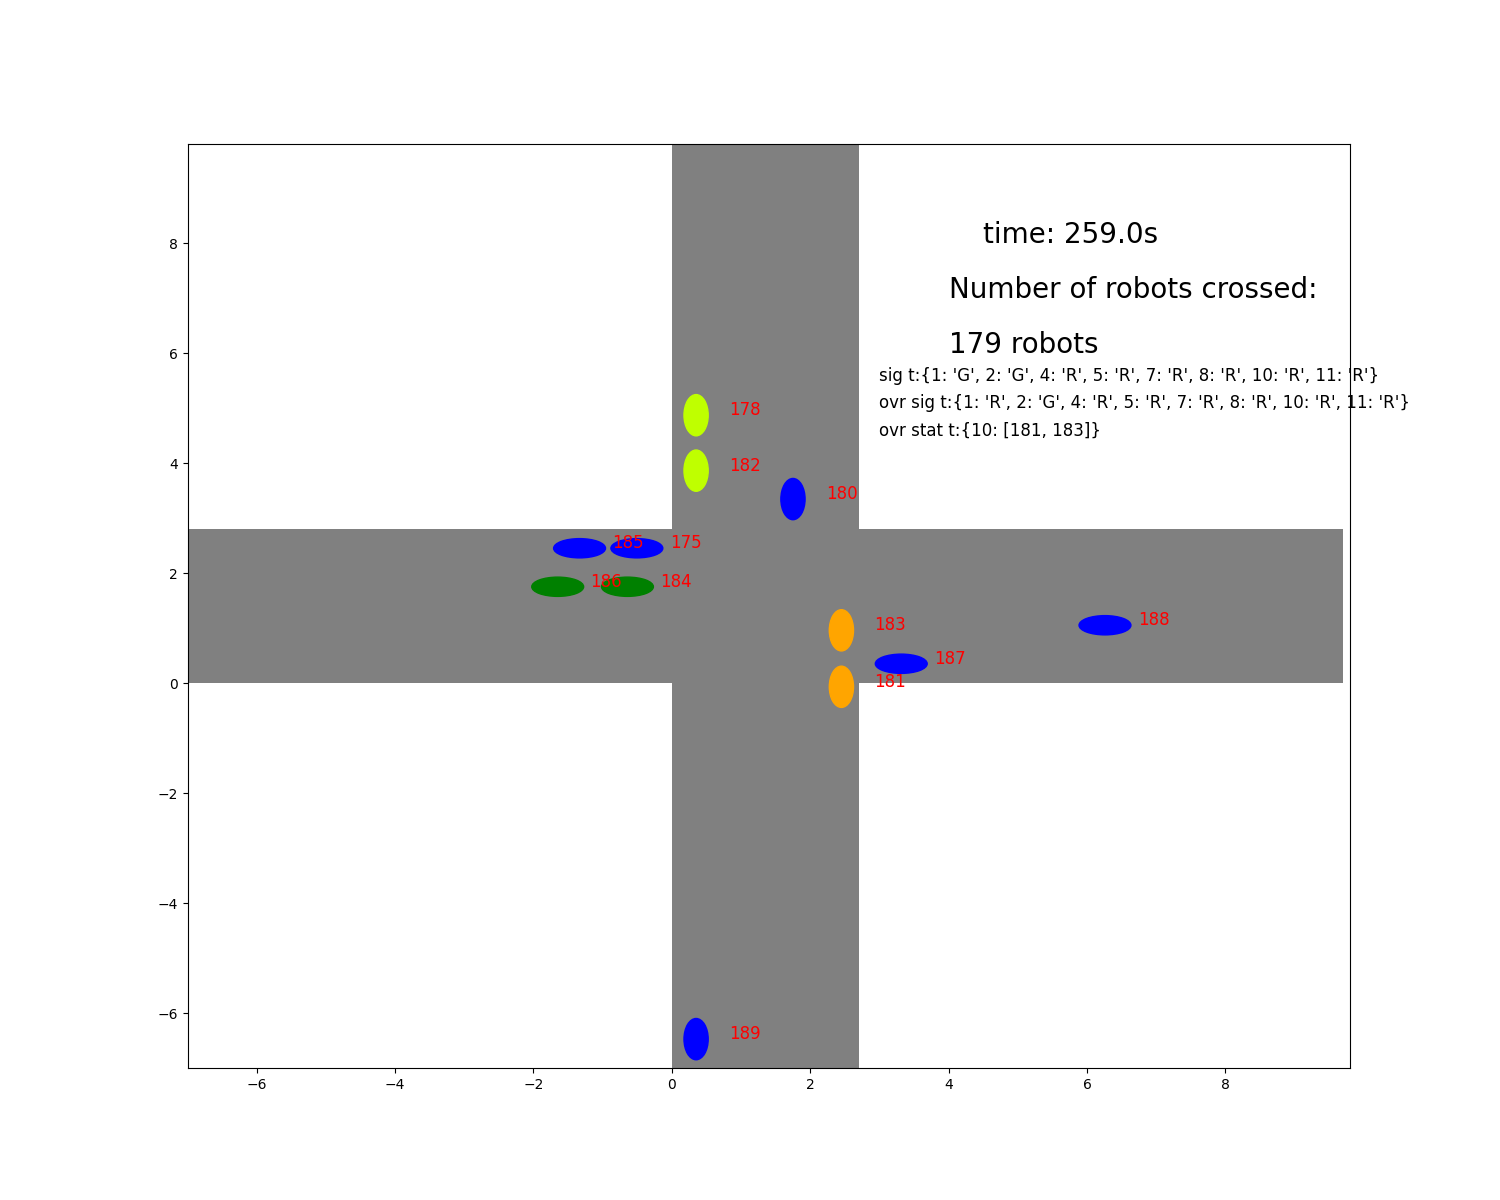 time: 259.0s
Number of robots crossed:
179 robots
sig t:{1: 'G', 2: 'G', 4: 'R', 5: 'R', 7: 'R', 8: 'R', 10: 'R', 11: 'R'}
ovr sig t:{1: 'R', 2: 'G', 4: 'R', 5: 'R', 7: 'R', 8: 'R', 10: 'R', 11: 'R'}
ovr stat t:{10: [181, 183]}
178
182
180
185 175
186 184
183
188
187
181
189
8
6
4
2
0
−2
−4
−6
−6 −4 −2 0 2 4 6 8